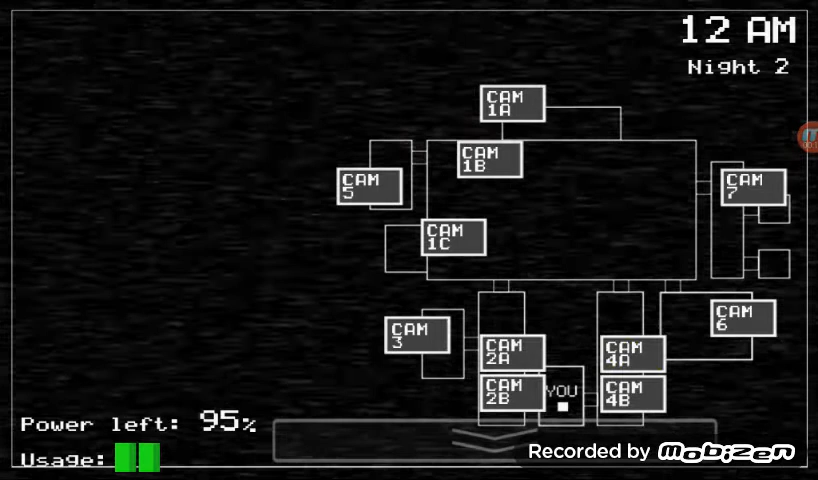 12 AM
Night 2
CAM
1A
CAM
1B
CAM
5
CAM
7
CAM
1C
CAM
6
CAM
3
CAM
2A
CAM
4A
CAM
2B
YOU
CAM
4B
Power left: 95%
Usage:
Recorded by Mobizen